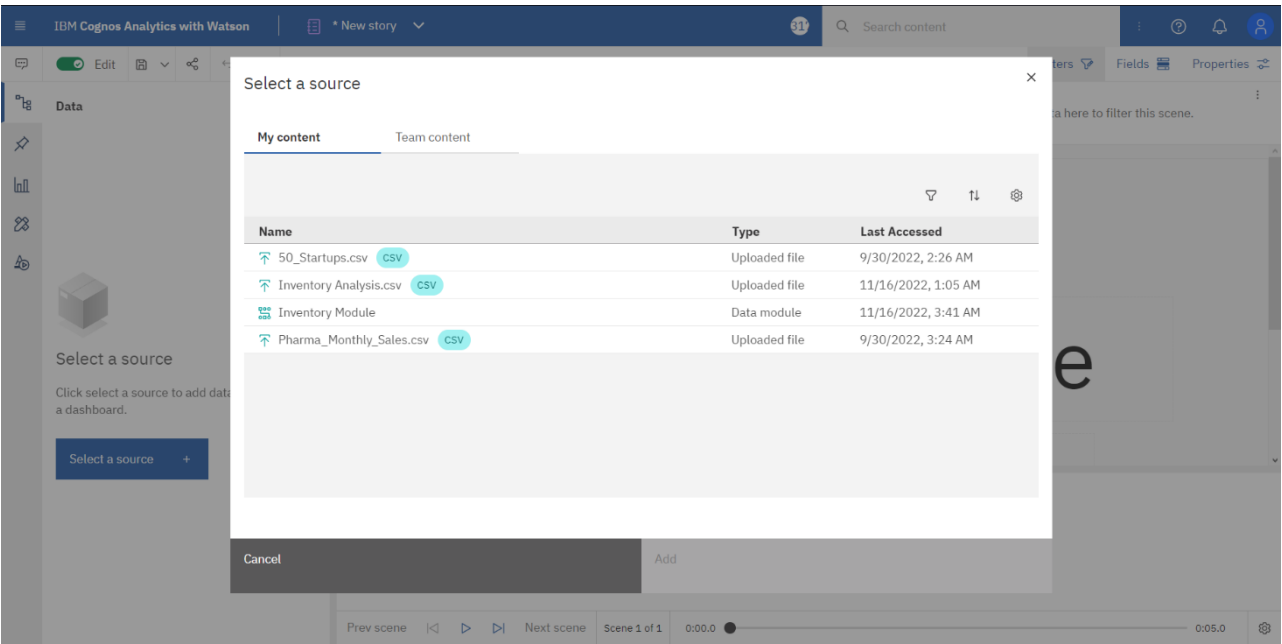 IBM Cognos Analytics with Watson
* New story
Search content
Edit
Fields
Properties
Data
Select a source
My content
Team content
Name Type Last Accessed
50_Startups.csv CSV Uploaded file 9/30/2022, 2:26 AM
Inventory Analysis.csv CSV Uploaded file 11/16/2022, 1:05 AM
Inventory Module Data module 11/16/2022, 3:41 AM
Pharma_Monthly_Sales.csv CSV Uploaded file 9/30/2022, 3:24 AM
here to filter this scene.
Select a source
Click select a source to add data
a dashboard.
Select a source +
Cancel
Add
Prev scene
Next scene
Scene 1 of 1
0:00.0
0:05.0